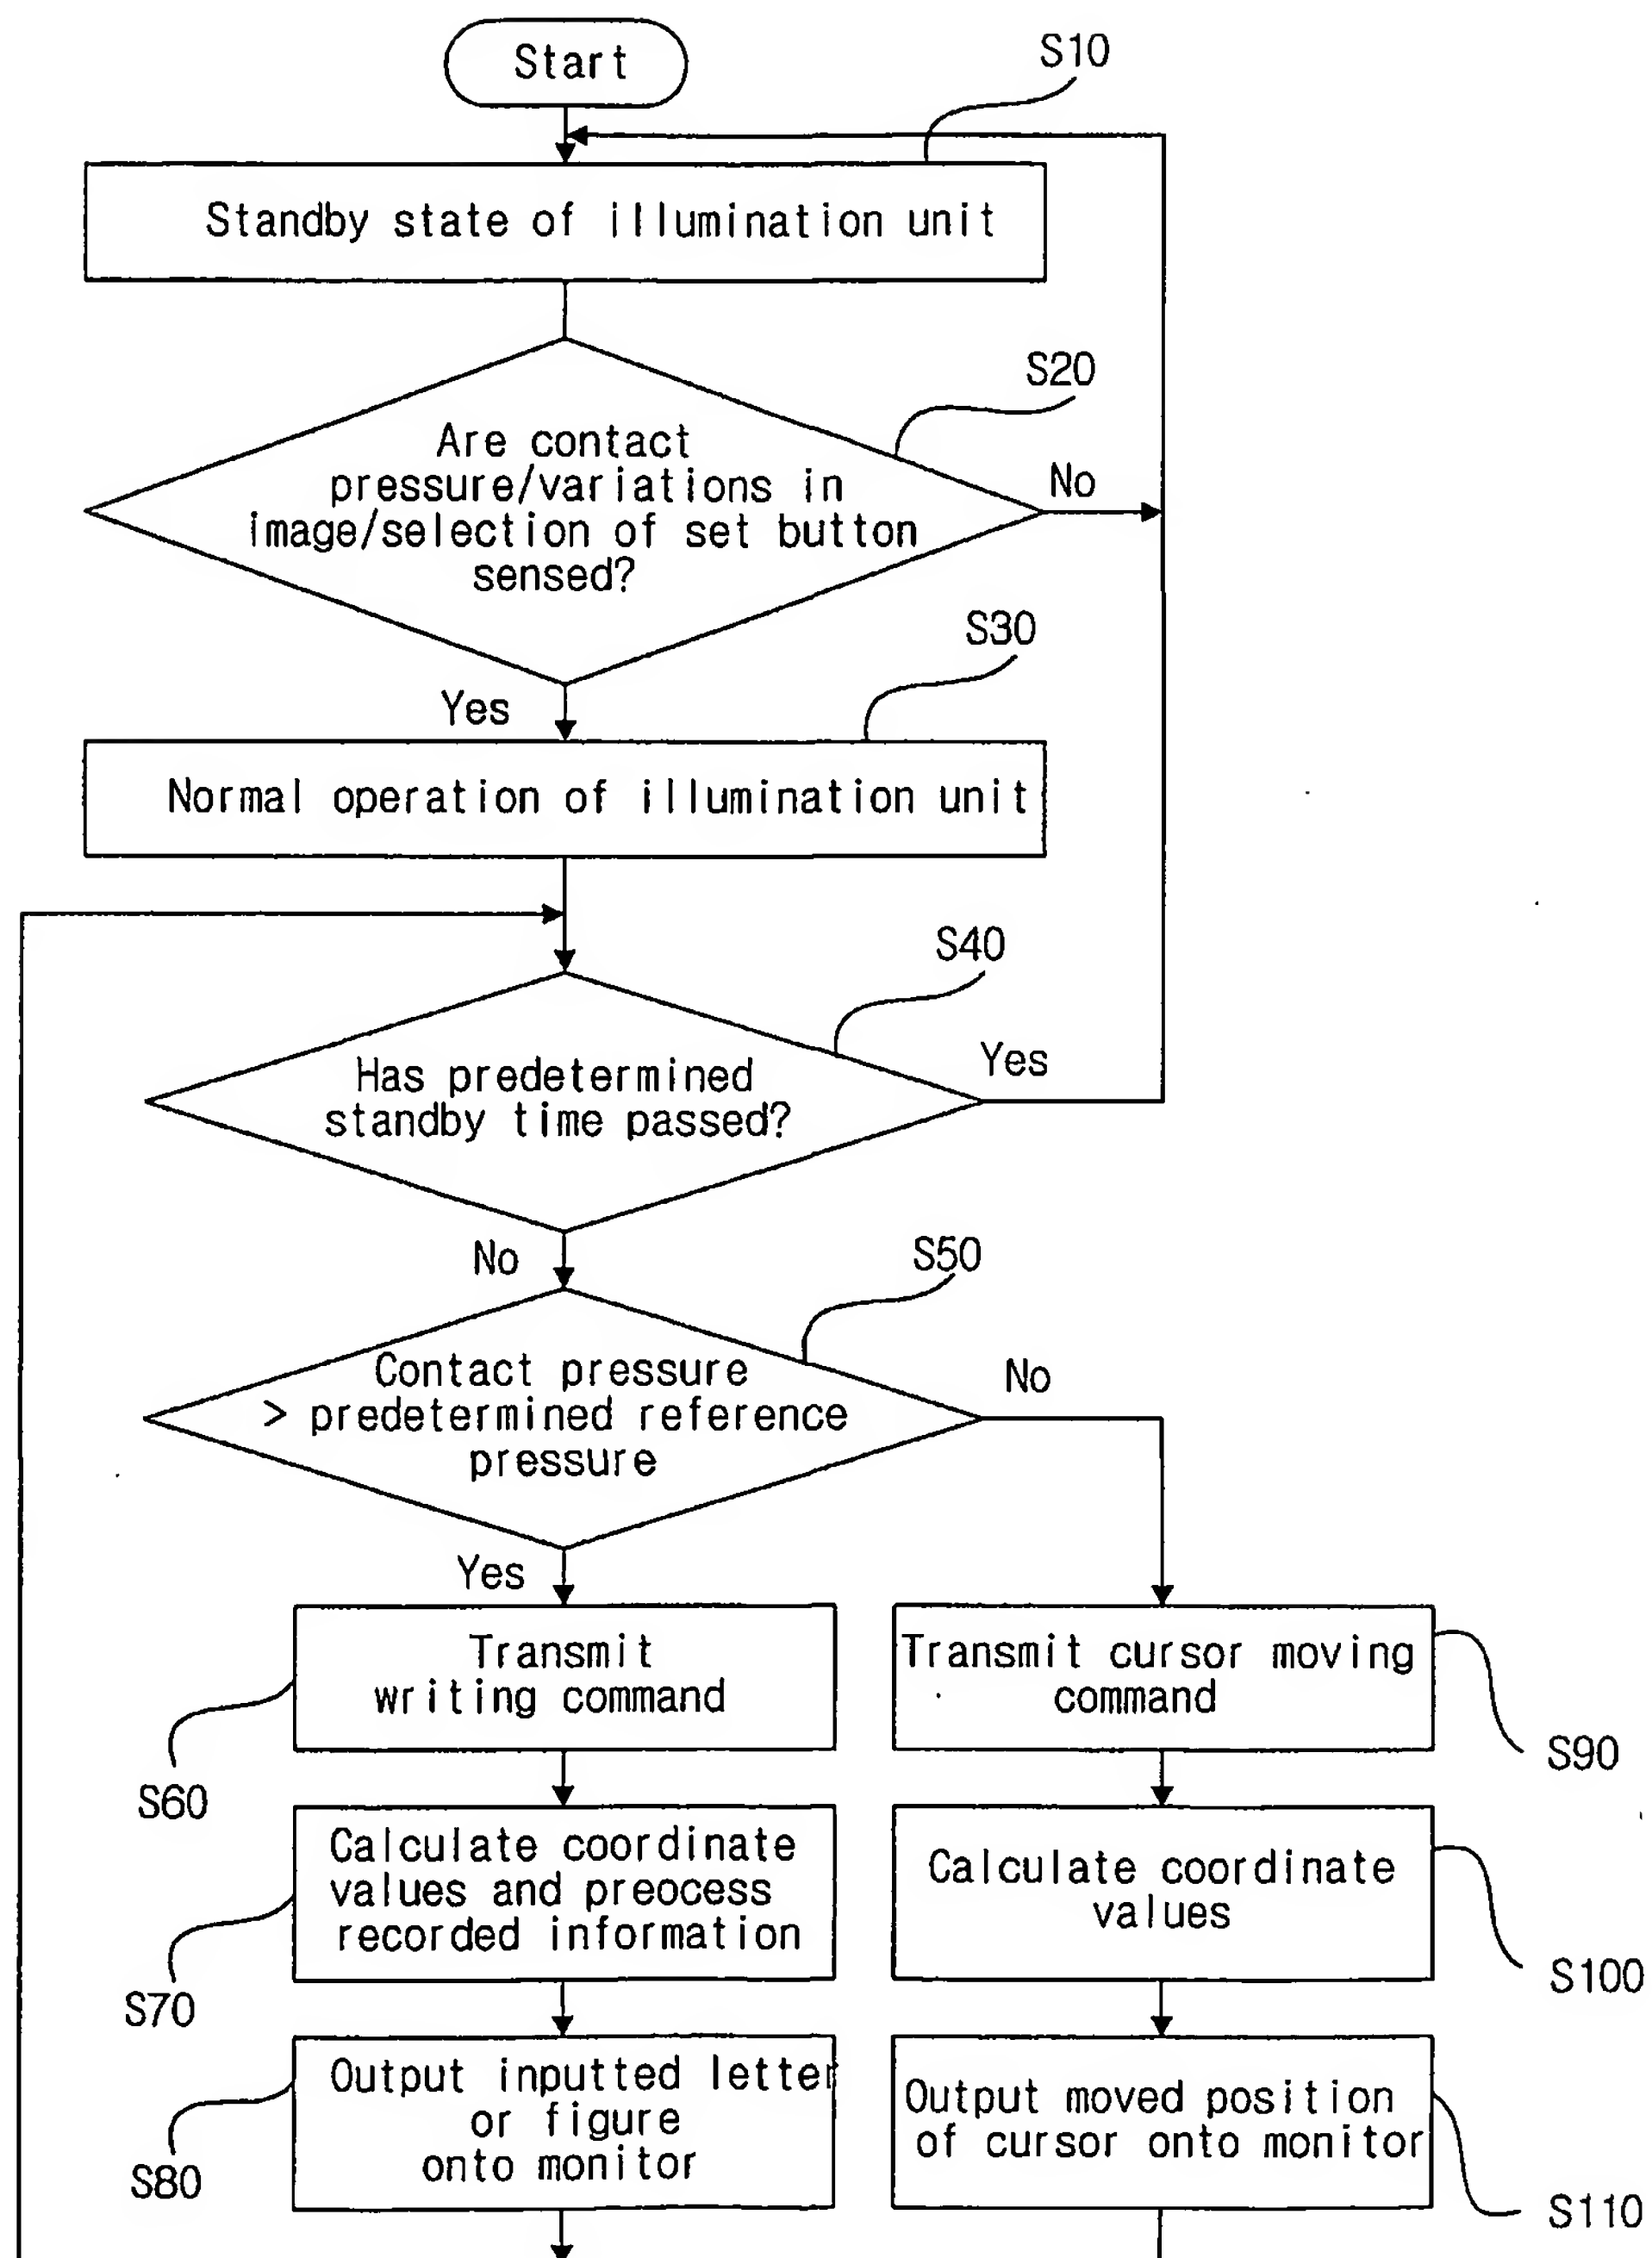 Start
S10
Standby state of illumination unit
S20
Are contact
pressure/variations in
image/selection of set button
sensed?
No
S30
Yes
Normal operation of illumination unit
S40
Has predetermined
standby time passed?
Yes
No
S50
Contact pressure
> predetermined reference
pressure
No
Yes
Transmit
writing command
Transmit cursor moving
command
S60
S90
Calculate coordinate
values and preocess
recorded information
Calculate coordinate
values
S70
S100
Output inputted letter
or figure
onto monitor
Output moved position
of cursor onto monitor
S80
S110